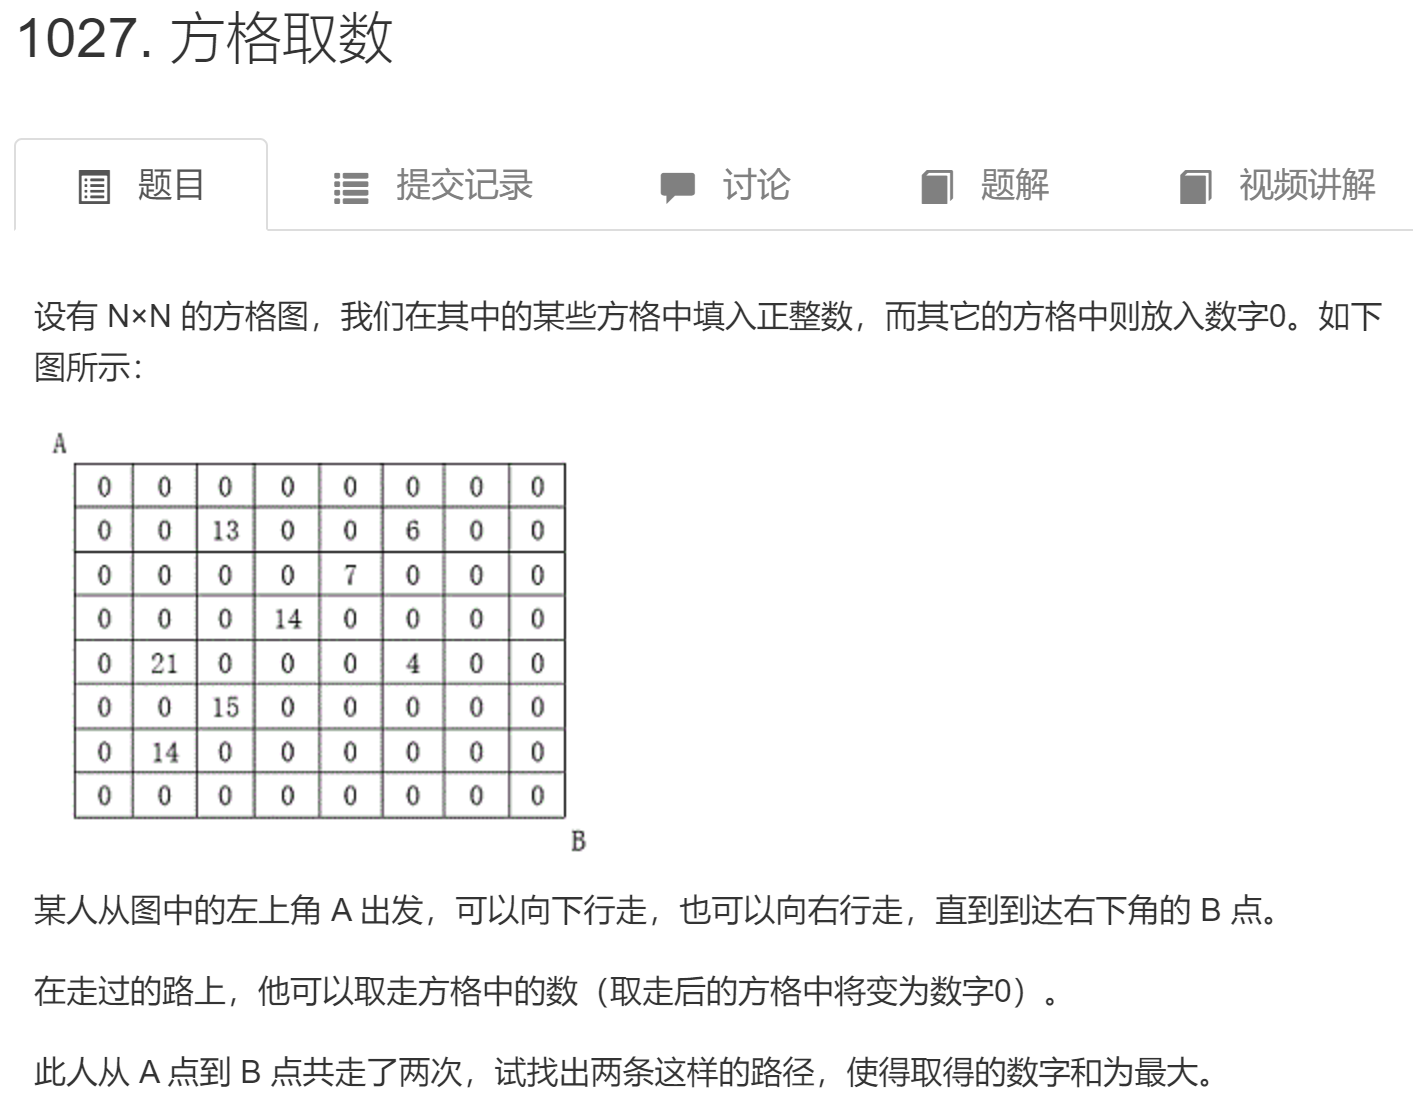 1027. 方格取数
题目 提交记录 讨论 题解 视频讲解
设有 N×N 的方格图，我们在其中的某些方格中填入正整数，而其它的方格中则放入数字0。如下
图所示：
A
0 0 0 0 0 0 0 0
0 0 13 0 0 6 0 0
0 0 0 0 7 0 0 0
0 0 0 14 0 0 0 0
0 21 0 0 0 4 0 0
0 0 15 0 0 0 0 0
0 14 0 0 0 0 0 0
0 0 0 0 0 0 0 0
B
某人从图中的左上角 A 出发，可以向下行走，也可以向右行走，直到到达右下角的 B 点。
在走过的路上，他可以取走方格中的数（取走后的方格中将变为数字0）。
此人从 A 点到 B 点共走了两次，试找出两条这样的路径，使得取得的数字和为最大。